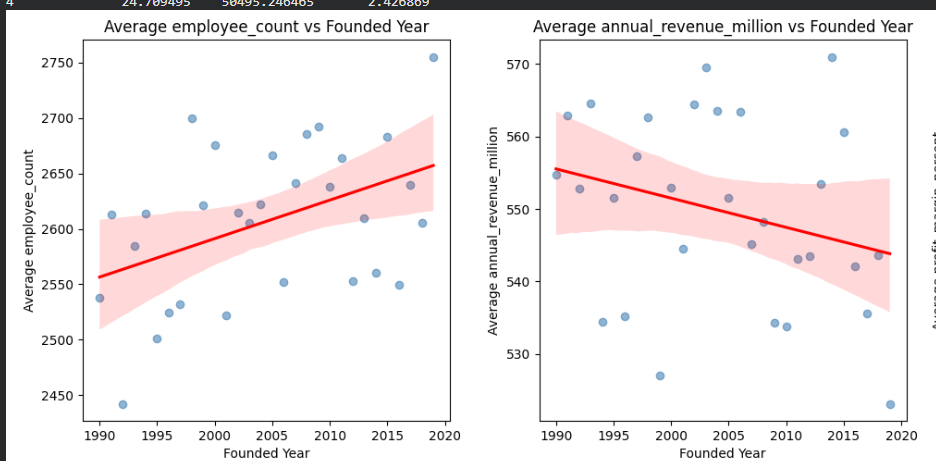 4 24.709495 50495.246465 2.426869
Average employee_count vs Founded Year
Average employee_count
2750
2700
2650
2600
2550
2500
2450
1990 1995 2000 2005 2010 2015 2020
Founded Year
Average annual_revenue_million vs Founded Year
Average annual_revenue_million
570
560
550
540
530
1990 1995 2000 2005 2010 2015 2020
Founded Year